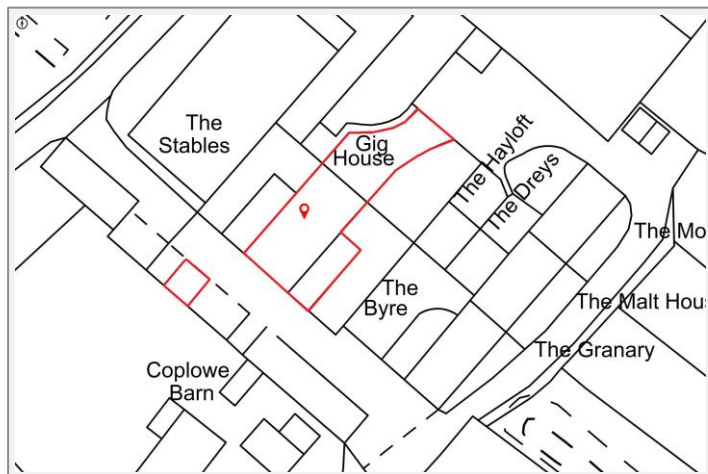 The
Stables
Gig
House
The Hayloft
The Dreys
The Mo
The
Byre
The Malt Hous
The Granary
Coplowe
Barn